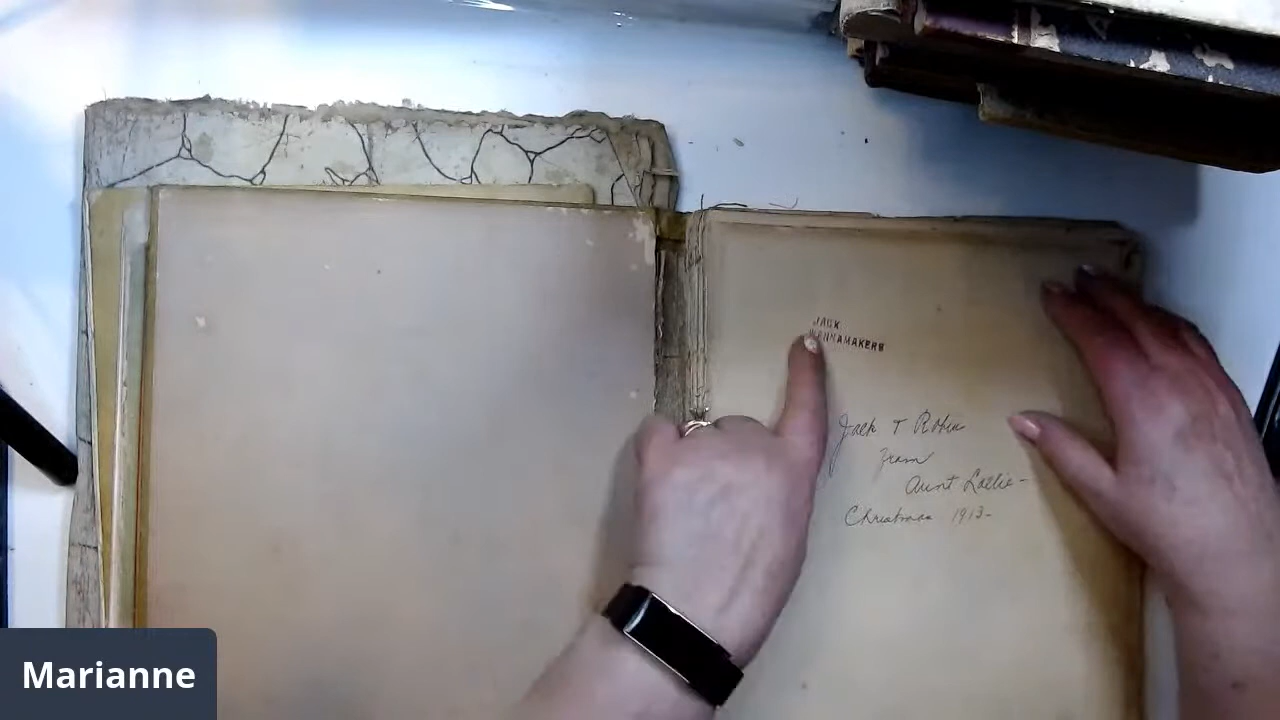 JACK
WANNAMAKERS
Jack T Robin
From
Aunt Lollie -
Christmas 1913-
Marianne